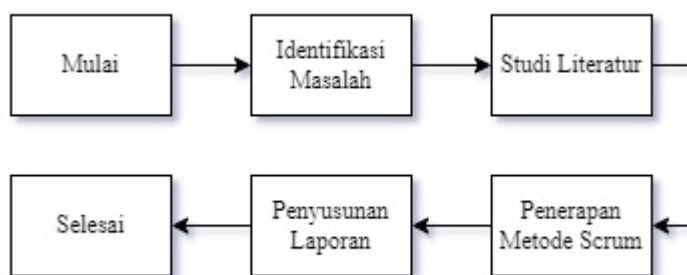 Mulai
Identifikasi
Masalah
Studi Literatur
Penerapan
Metode Scrum
Penyusunan
Laporan
Selesai